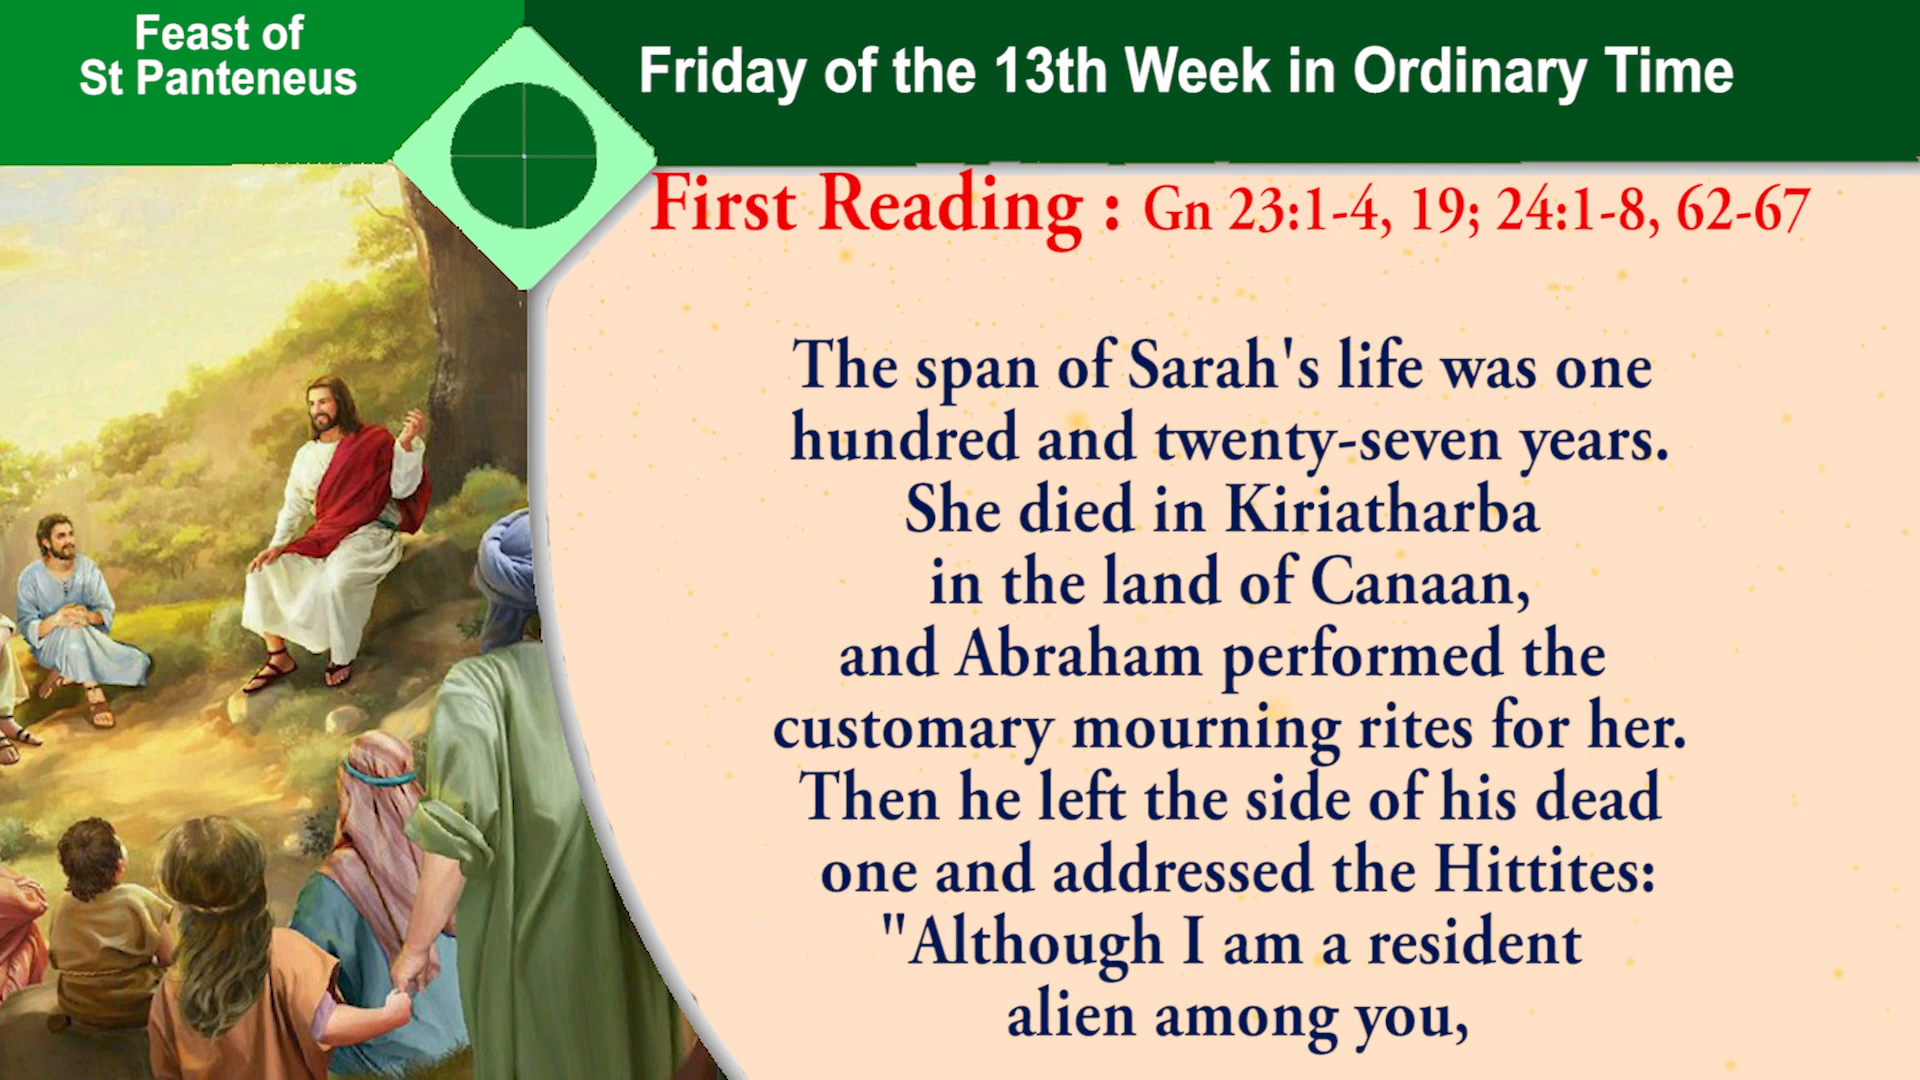 Feast of
St Panteneus
Friday of the 13th Week in Ordinary Time
First Reading : Gn 23:1-4, 19; 24:1-8, 62-67
The span of Sarah's life was one
hundred and twenty-seven years.
She died in Kiriatharba
in the land of Canaan,
and Abraham performed the
customary mourning rites for her.
Then he left the side of his dead
one and addressed the Hittites:
"Although I am a resident
alien among you,